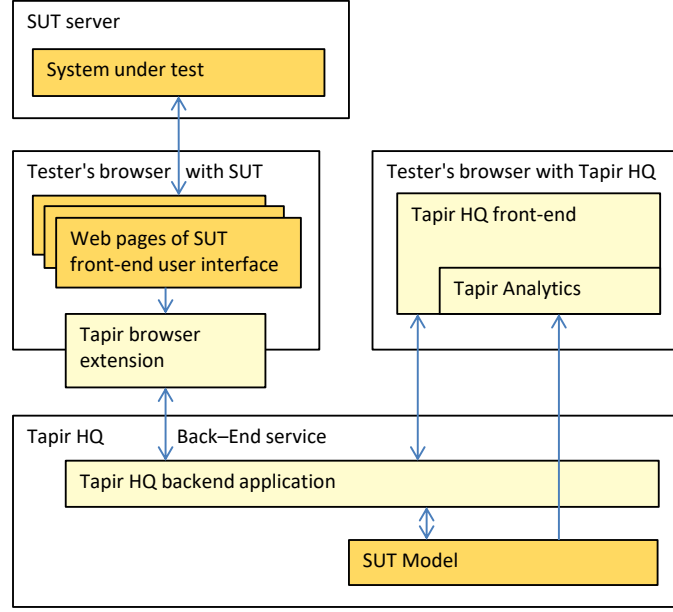 SUT server
System under test
Tester's browser with SUT
Web pages of SUT
front-end user interface
Tapir browser
extension
Tester's browser with Tapir HQ
Tapir HQ front-end
Tapir Analytics
Tapir HQ Back–End service
Tapir HQ backend application
SUT Model